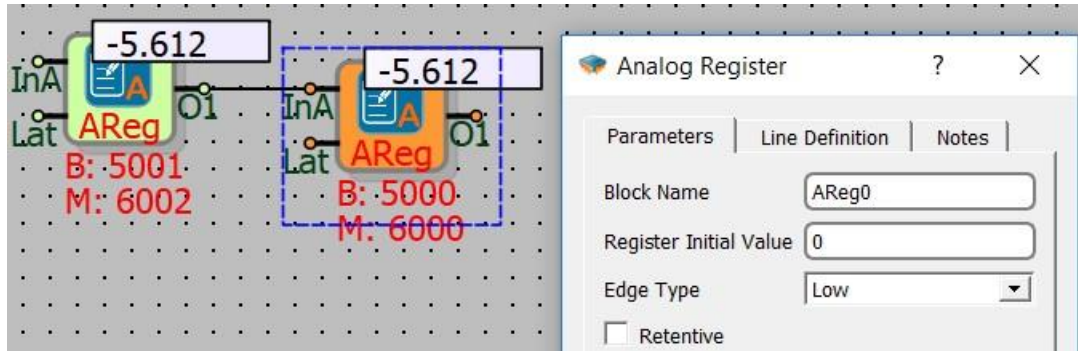 -5.612
InA
A
O1
Lat
AReg
B: 5001
M: 6002
-5.612
InA
A
O1
Lat
AReg
B: 5000
M: 6000
Analog Register
?
Parameters
Line Definition
Notes
Block Name
AReg0
Register Initial Value
0
Edge Type
Low
Retentive